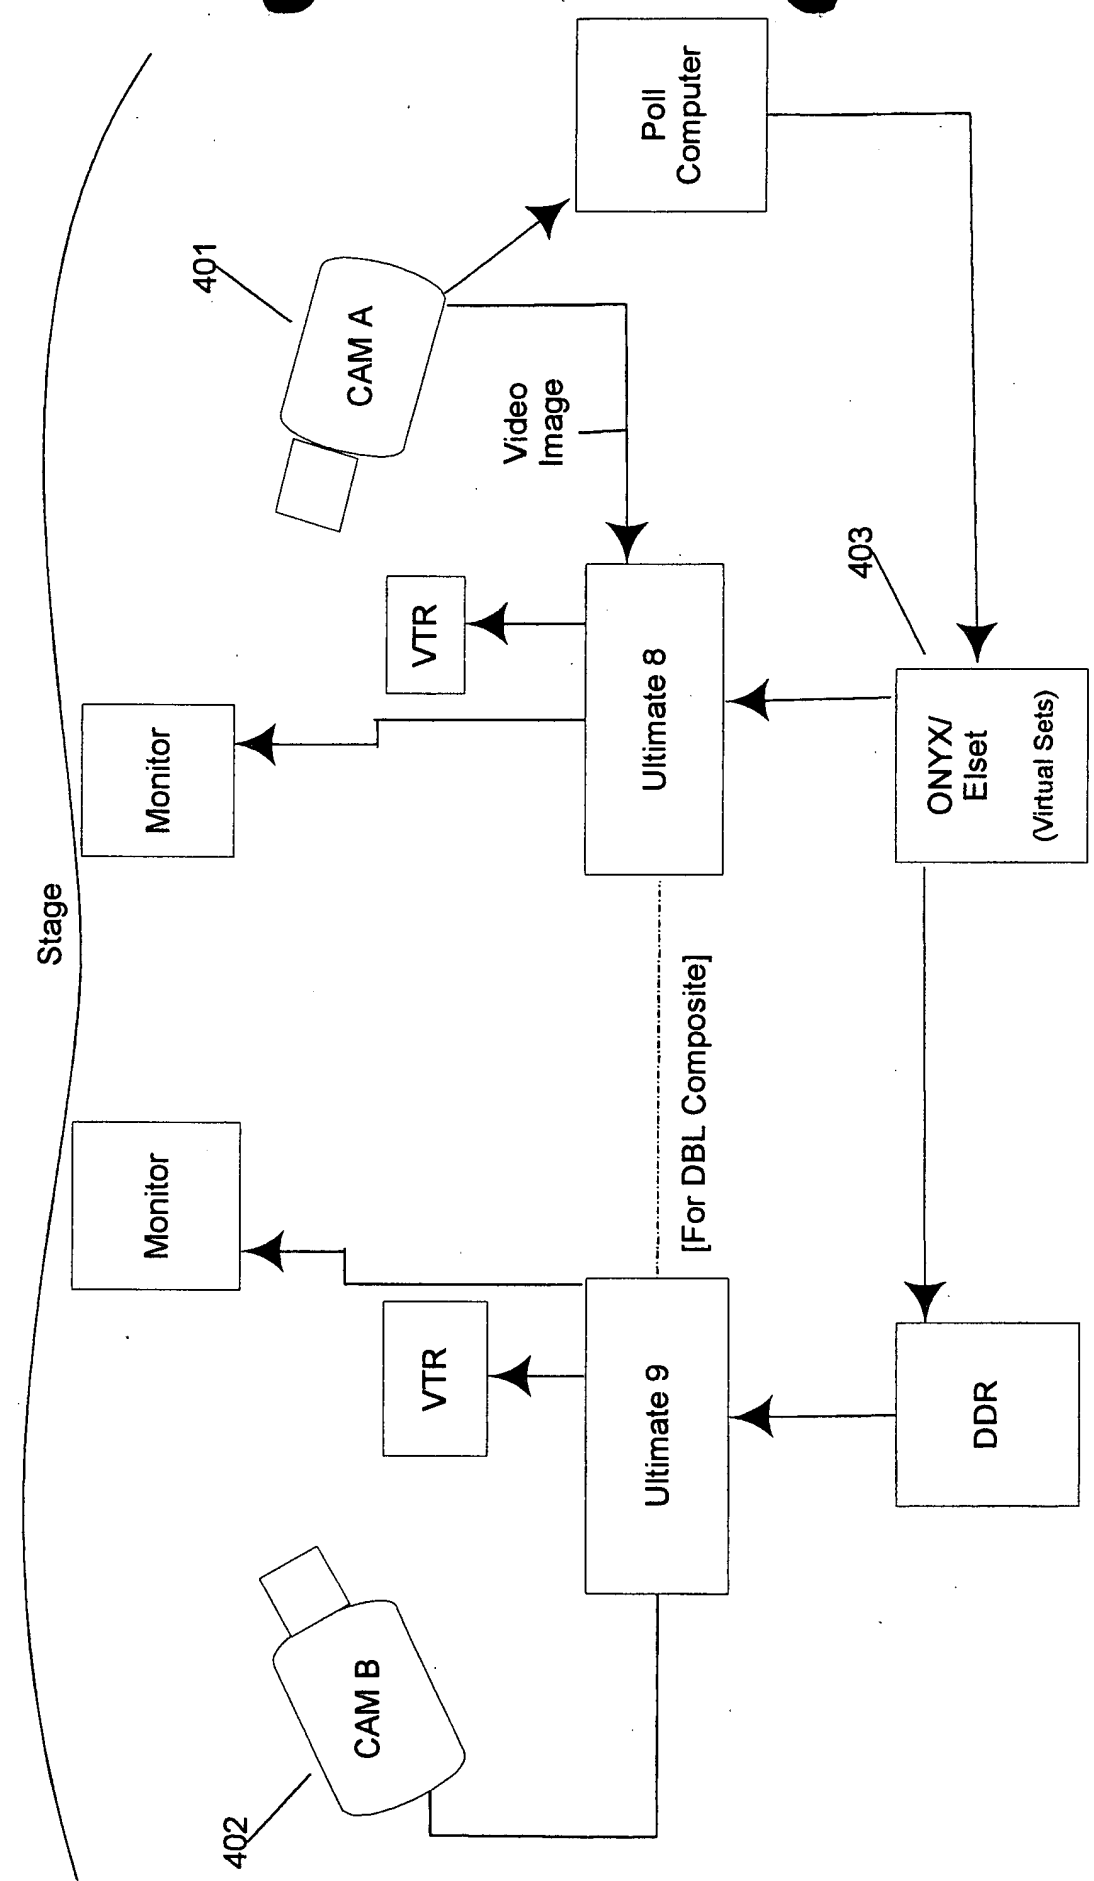 Stage
402
CAM B
Monitor
Monitor
401
CAM A
VTR
VTR
Video
Image
Poll
Computer
Ultimate 9
[For DBL Composite]
Ultimate 8
403
DDR
ONYX/
Elset
(Virtual Sets)